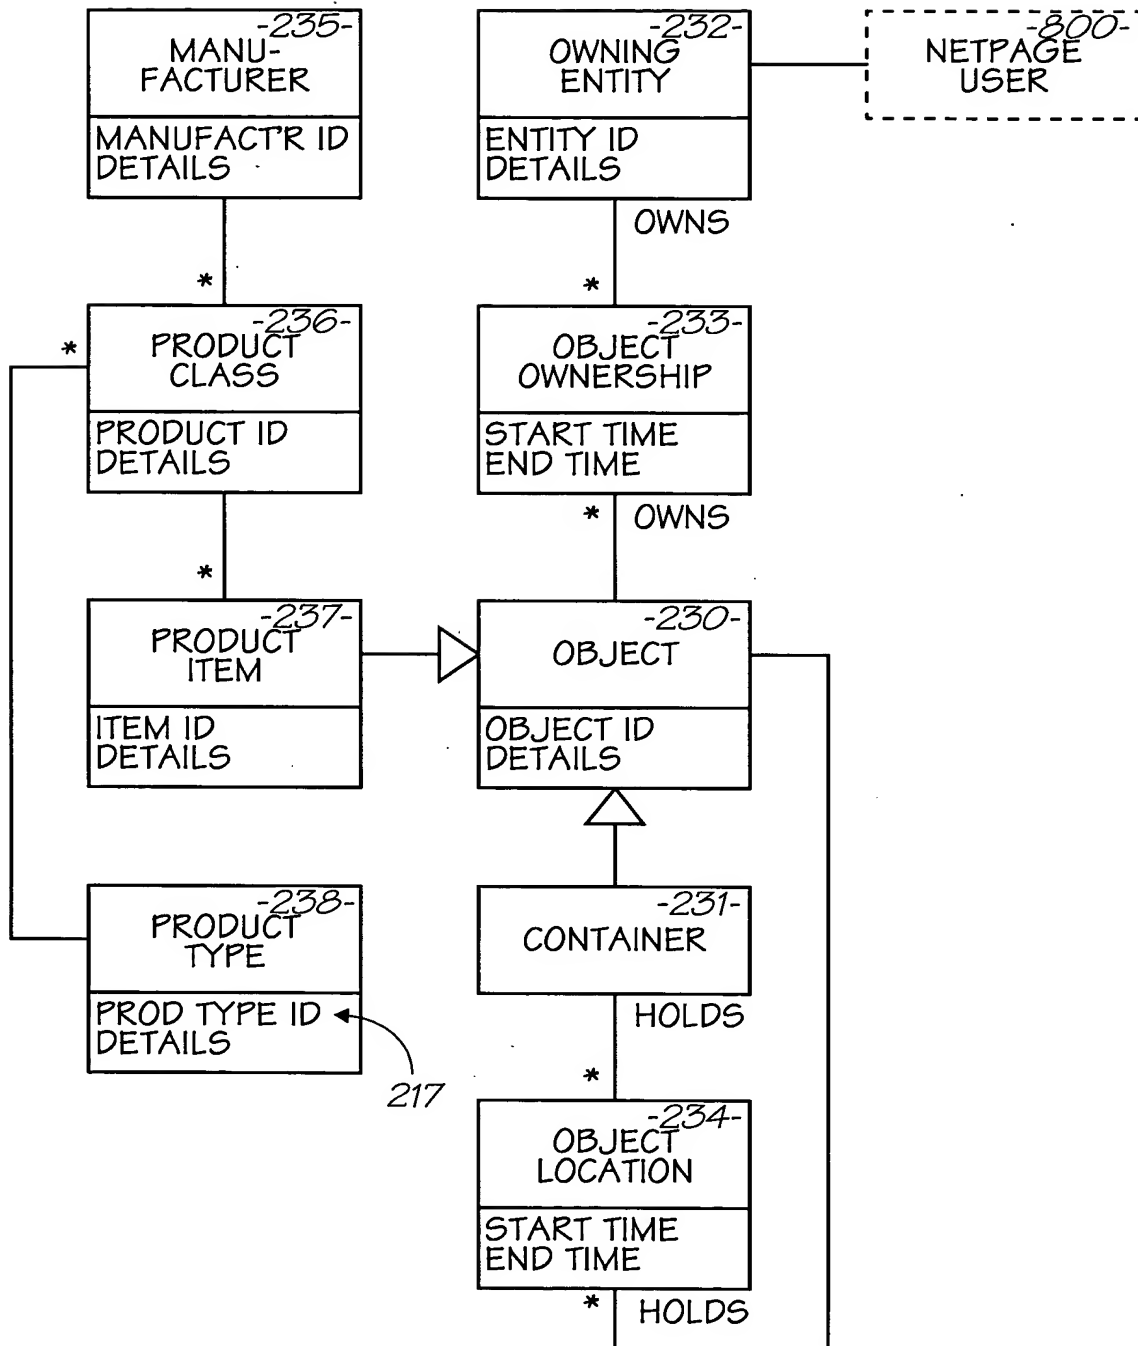 -235-
MANU-
FACTURER
MANUFACT'R ID
DETAILS
-232-
OWNING
ENTITY
ENTITY ID
DETAILS
-800-
NETPAGE
USER
OWNS
*
*
-236-
PRODUCT
CLASS
PRODUCT ID
DETAILS
*
-233-
OBJECT
OWNERSHIP
START TIME
END TIME
* OWNS
*
-237-
PRODUCT
ITEM
ITEM ID
DETAILS
-230-
OBJECT
OBJECT ID
DETAILS
-238-
PRODUCT
TYPE
PROD TYPE ID
DETAILS
217
-231-
CONTAINER
HOLDS
*
-234-
OBJECT
LOCATION
START TIME
END TIME
* HOLDS